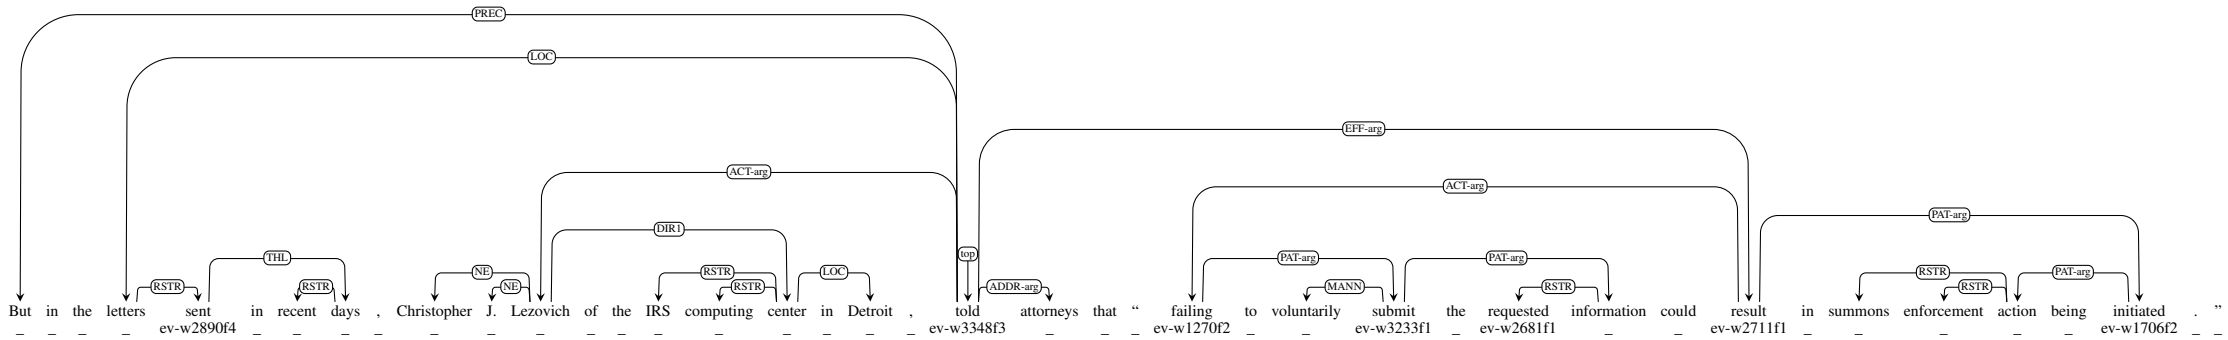 PREC
LOC
EFF-arg
ACT-arg
ACT-arg
PAT-arg
DIR1
top
THL PAT-arg PAT-arg
NE RSTR LOC RSTR PAT-arg
RSTR RSTR NE RSTR ADDR-arg MANN RSTR RSTR
But in the letters sent in recent days , Christopher J. Lezovich of the IRS computing center in Detroit , told attorneys that “ failing to voluntarily submit the requested information could result in summons enforcement action being initiated . ”
_ _ _ _ ev-w2890f4 _ _ _ _ _ _ _ _ _ _ _ _ _ _ _ ev-w3348f3 _ _ _ ev-w1270f2 _ _ ev-w3233f1 _ ev-w2681f1 _ _ ev-w2711f1 _ _ _ _ _ ev-w1706f2 _ _